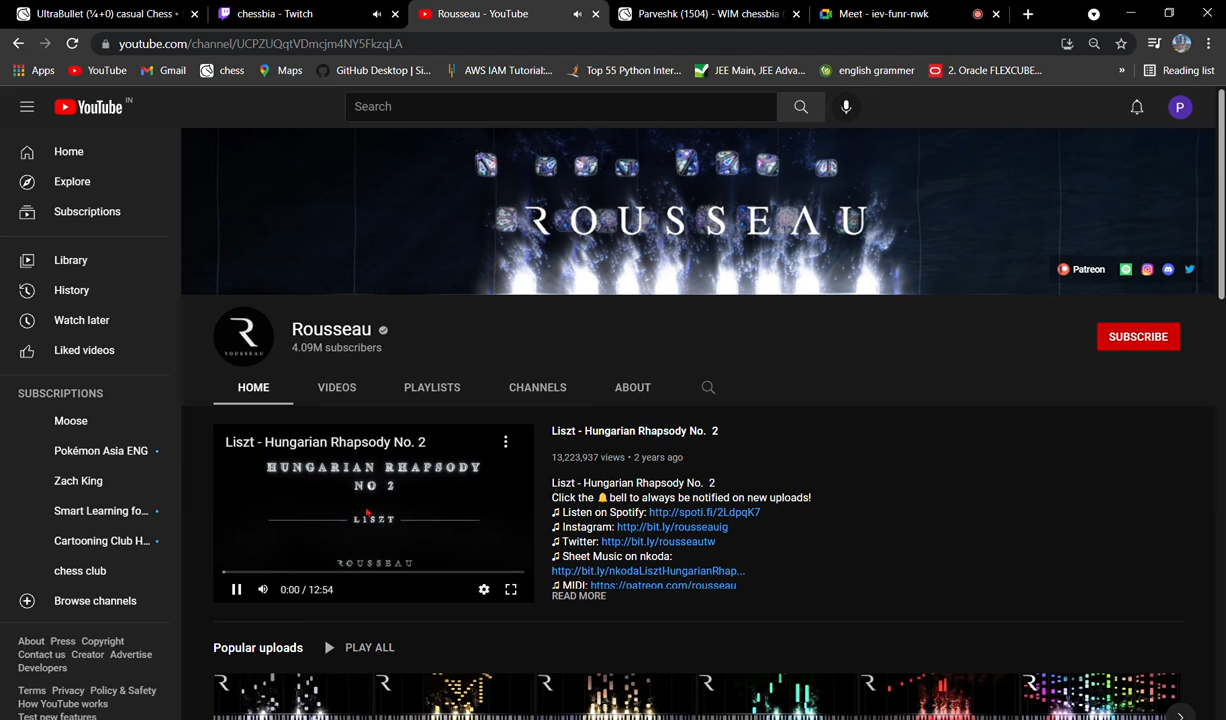 UltraBullet (¼+0) casual Chess •
chessbia - Twitch
Rousseau - YouTube
Parveshk (1504) - WIM chessbia
Meet - iev-funr-nwk
youtube.com/channel/UCPZUQqtVDmcjm4NY5FkzqLA
Apps
YouTube
Gmail
chess
Maps
GitHub Desktop | Si...
AWS IAM Tutorial:...
Top 55 Python Inter...
JEE Main, JEE Adva...
english grammer
2. Oracle FLEXCUBE...
»
Reading list
YouTube IN
Search
P
Home
Explore
Subscriptions
Library
History
Watch later
Liked videos
SUBSCRIPTIONS
Moose
Pokémon Asia ENG
Zach King
Smart Learning fo...
Cartooning Club H...
chess club
Browse channels
About Press Copyright
Contact us Creator Advertise
Developers
Terms Privacy Policy & Safety
How YouTube works
Test new features
ROUSSEAU
Patreon
R
ROUSSEAU
Rousseau
4.09M subscribers
SUBSCRIBE
HOME
VIDEOS
PLAYLISTS
CHANNELS
ABOUT
Liszt - Hungarian Rhapsody No. 2
HUNGARIAN RHAPSODY
NO 2
LISZT
ROUSSEAU
0:00 / 12:54
Liszt - Hungarian Rhapsody No. 2
13,223,937 views • 2 years ago
Liszt - Hungarian Rhapsody No. 2
Click the 🔔 bell to always be notified on new uploads!
♫ Listen on Spotify: http://spoti.fi/2LdpqK7
♫ Instagram: http://bit.ly/rousseauig
♫ Twitter: http://bit.ly/rousseautw
♫ Sheet Music on nkoda:
http://bit.ly/nkodaLisztHungarianRhap...
♫ MIDI: https://patreon.com/rousseau
READ MORE
Popular uploads
PLAY ALL
R
R
R
R
R
R